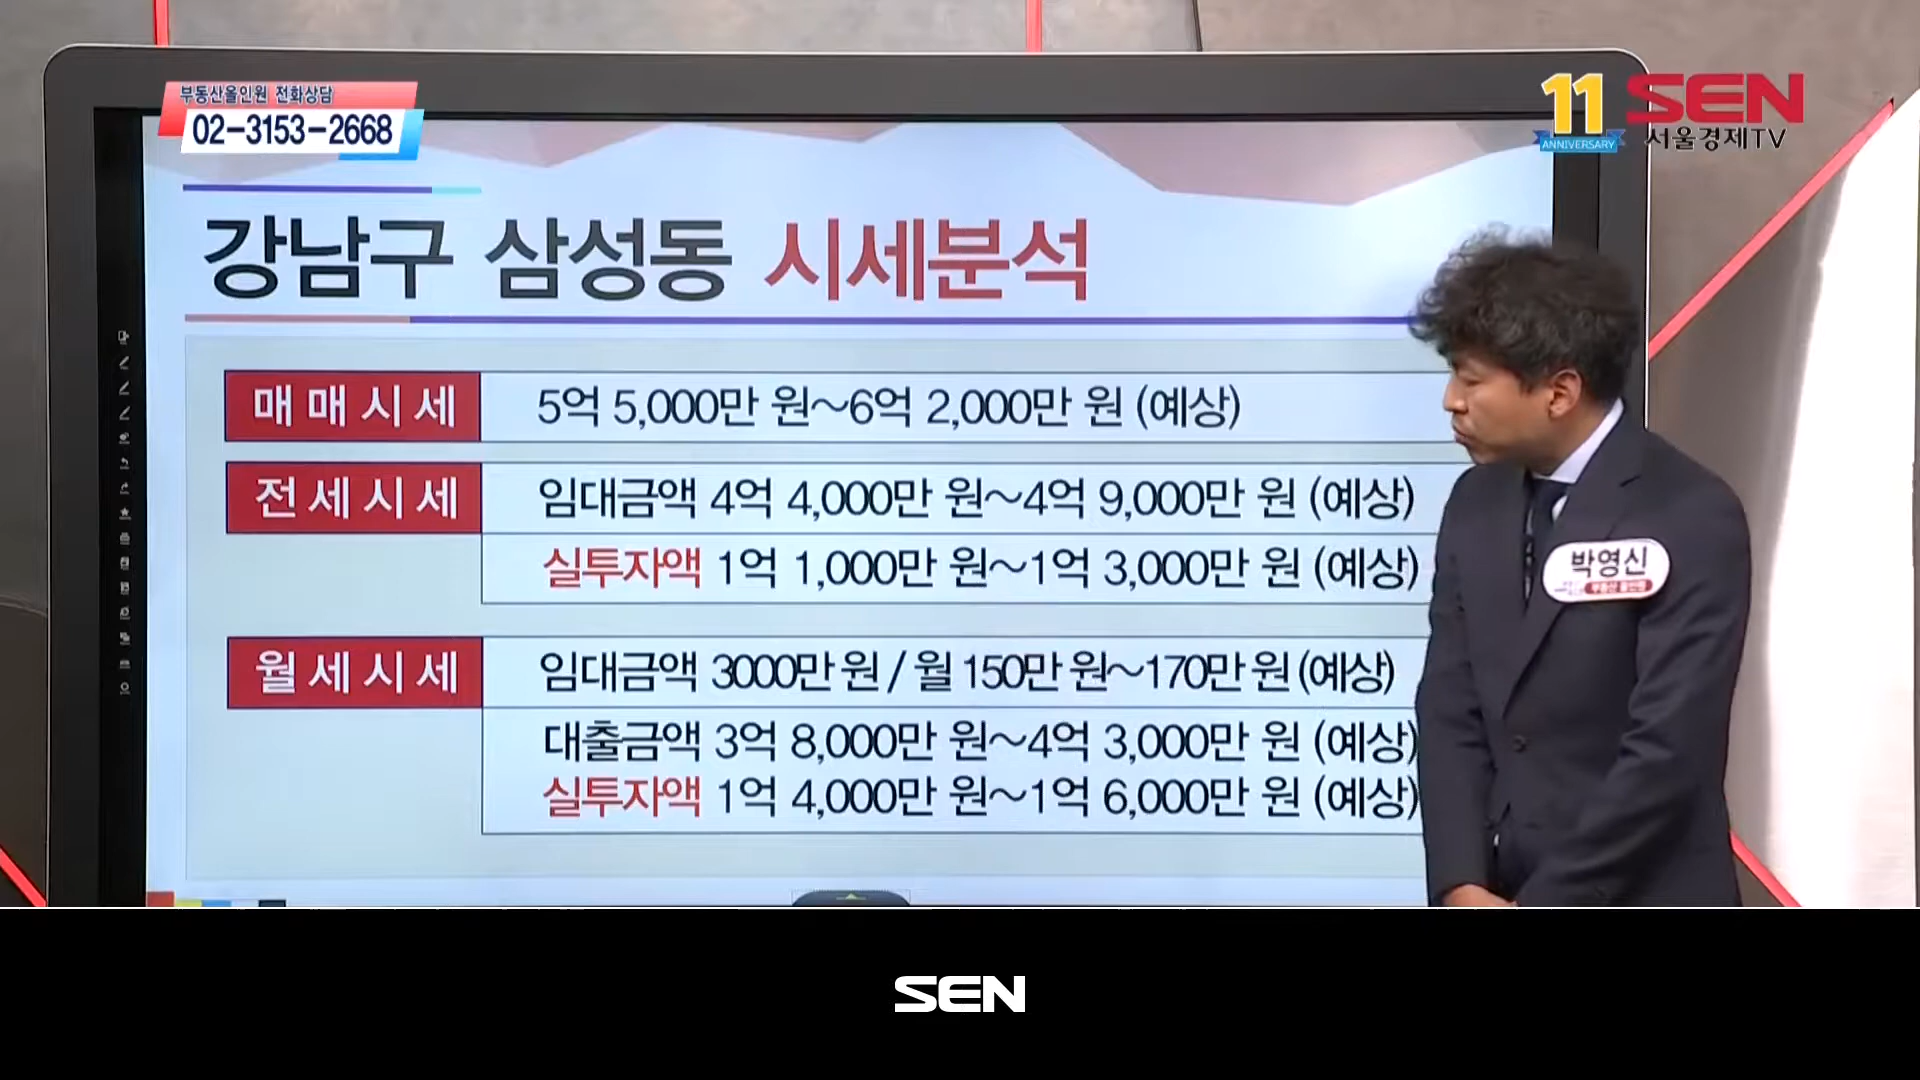 부동산올인원 전화상담
02-3153-2668
11 SEN
ANNIVERSARY
서울경제TV
강남구 삼성동 시세분석
매매시세 5억 5,000만 원~6억 2,000만 원 (예상)
전세시세 임대금액 4억 4,000만 원~4억 9,000만 원 (예상)
실투자액 1억 1,000만 원~1억 3,000만 원 (예상)
월세시세 임대금액 3000만 원 / 월 150만 원~170만 원 (예상)
대출금액 3억 8,000만 원~4억 3,000만 원 (예상)
실투자액 1억 4,000만 원~1억 6,000만 원 (예상)
박영신
SEN